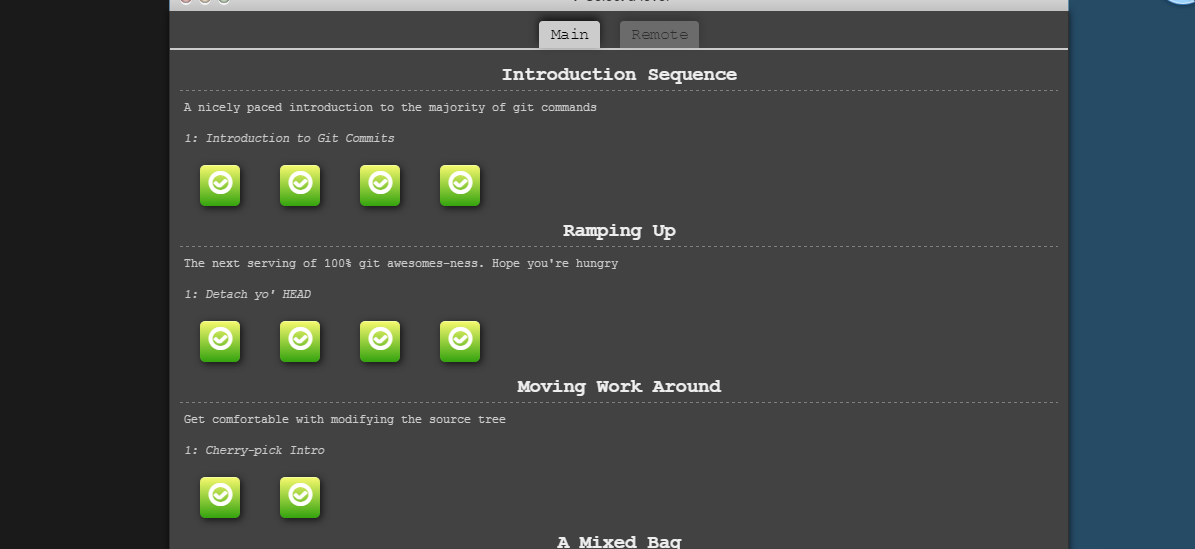 Main Remote
Introduction Sequence
A nicely paced introduction to the majority of git commands
1: Introduction to Git Commits
Ramping Up
The next serving of 100% git awesomes-ness. Hope you're hungry
1: Detach yo' HEAD
Moving Work Around
Get comfortable with modifying the source tree
1: Cherry-pick Intro
A Mixed Bag